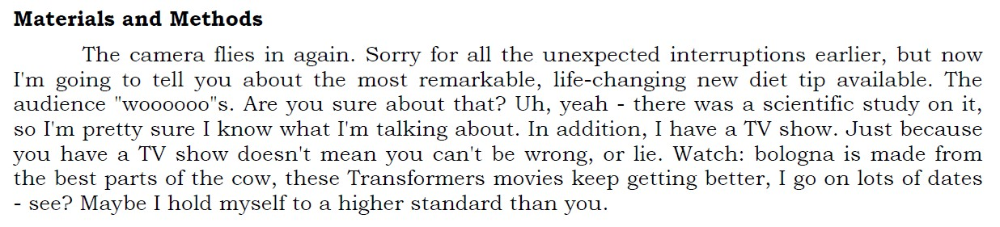 Materials and Methods
The camera flies in again. Sorry for all the unexpected interruptions earlier, but now
I'm going to tell you about the most remarkable, life-changing new diet tip available. The
audience "woooooo"s. Are you sure about that? Uh, yeah - there was a scientific study on it,
so I'm pretty sure I know what I'm talking about. In addition, I have a TV show. Just because
you have a TV show doesn't mean you can't be wrong, or lie. Watch: bologna is made from
the best parts of the cow, these Transformers movies keep getting better, I go on lots of dates
- see? Maybe I hold myself to a higher standard than you.